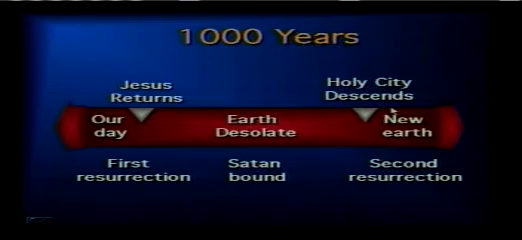 1000 Years
Jesus
Returns
Holy City
Descends
Our
day
Earth
Desolate
New
earth
First
resurrection
Satan
bound
Second
resurrection